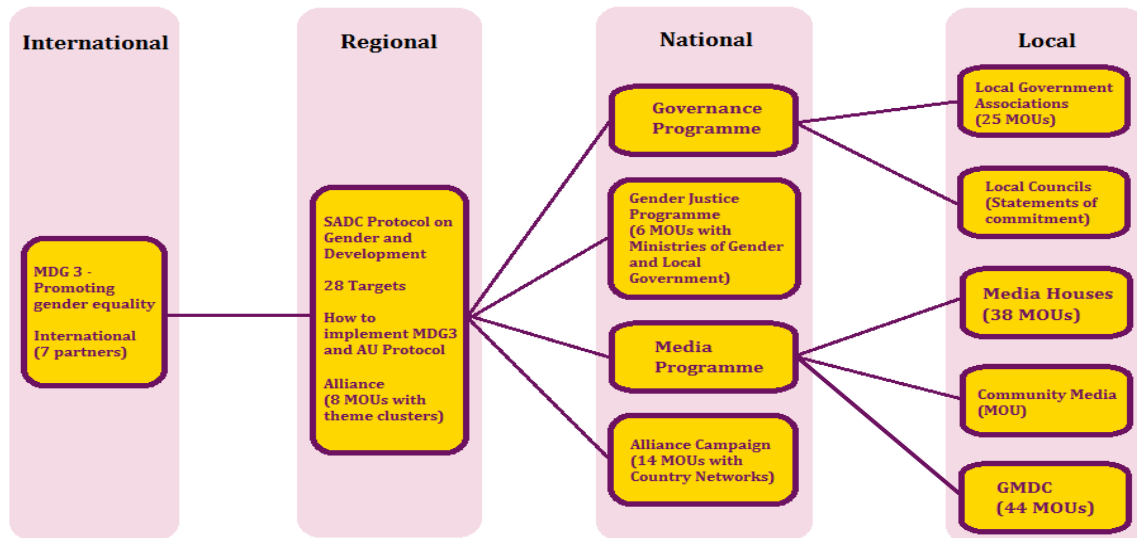 International
MDG 3 -
Promoting
gender equality
International
(7 partners)
Regional
SADC Protocol on
Gender and
Development
28 Targets
How to
implement MDG3
and AU Protocol
Alliance
(8 MOUs with
theme clusters)
National
Governance
Programme
Gender Justice
Programme
(6 MOUs with
Ministries of Gender
and Local
Government)
Media
Programme
Alliance Campaign
(14 MOUs with
Country Networks)
Local
Local Government
Associations
(25 MOUs)
Local Councils
(Statements of
commitment)
Media Houses
(38 MOUs)
Community Media
(MOU)
GMDC
(44 MOUs)